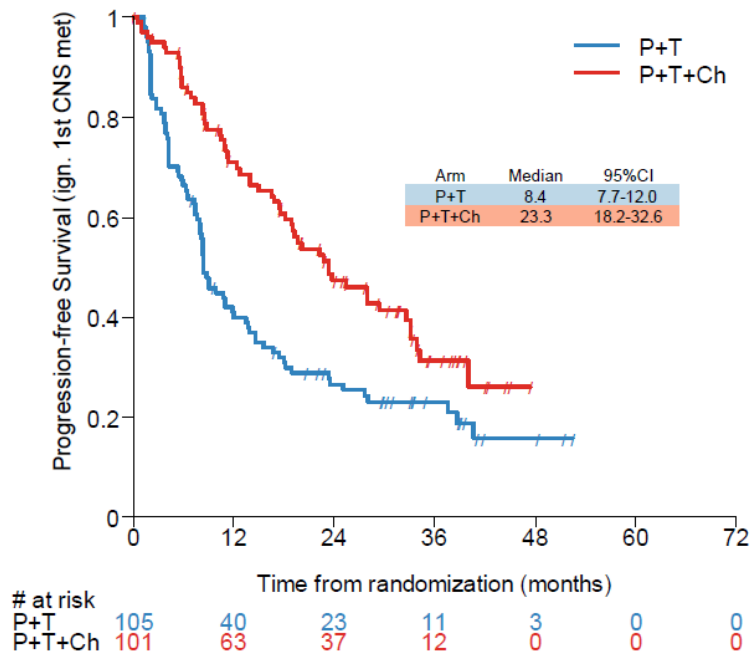 P+T
P+T+Ch
Progression-free Survival (ign. 1st CNS met)
1
0.8
0.6
0.4
0.2
0
Arm Median 95%CI
P+T 8.4 7.7-12.0
P+T+Ch 23.3 18.2-32.6
0 12 24 36 48 60 72
Time from randomization (months)
# at risk
P+T 105 40 23 11 3 0 0
P+T+Ch 101 63 37 12 0 0 0